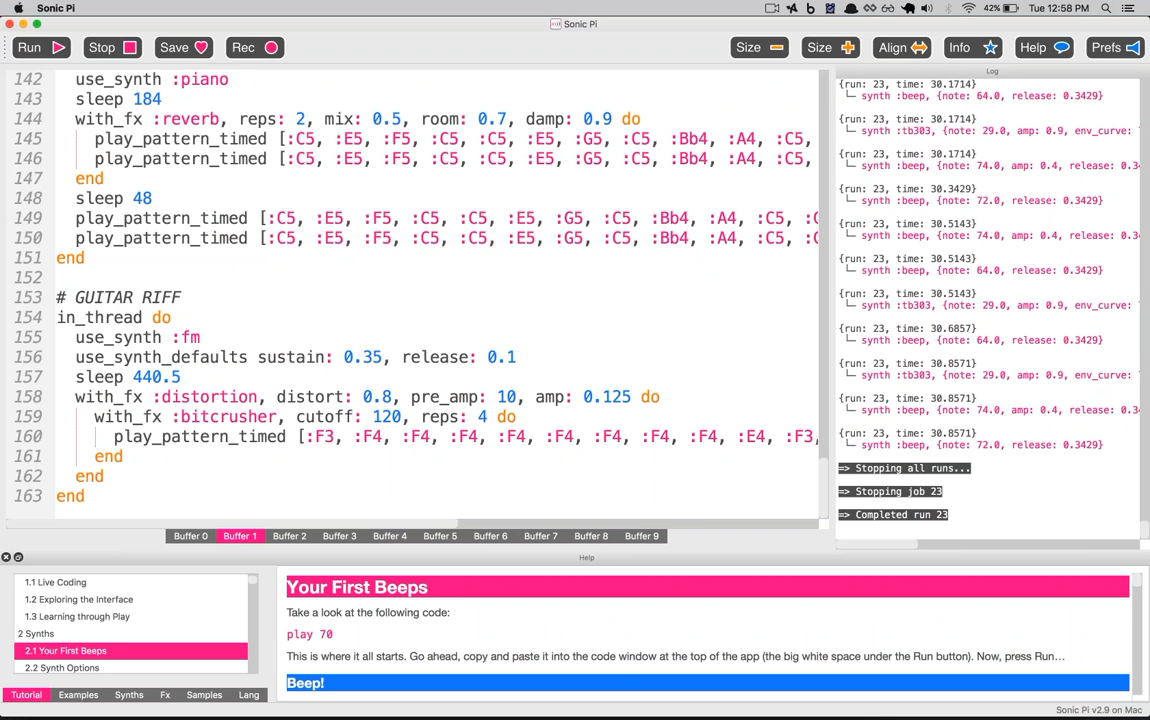 Sonic Pi
42%
Tue 12:58 PM
Sonic Pi
Run Stop Save Rec Size Size Align Info Help Prefs
142 use_synth :piano
143 sleep 184
144 with_fx :reverb, reps: 2, mix: 0.5, room: 0.7, damp: 0.9 do
145 play_pattern_timed [:C5, :E5, :F5, :C5, :C5, :E5, :G5, :C5, :Bb4, :A4, :C5,
146 play_pattern_timed [:C5, :E5, :F5, :C5, :C5, :E5, :G5, :C5, :Bb4, :A4, :C5,
147 end
148 sleep 48
149 play_pattern_timed [:C5, :E5, :F5, :C5, :C5, :E5, :G5, :C5, :Bb4, :A4, :C5,
150 play_pattern_timed [:C5, :E5, :F5, :C5, :C5, :E5, :G5, :C5, :Bb4, :A4, :C5,
151 end
152
153 # GUITAR RIFF
154 in_thread do
155 use_synth :fm
156 use_synth_defaults sustain: 0.35, release: 0.1
157 sleep 440.5
158 with_fx :distortion, distort: 0.8, pre_amp: 10, amp: 0.125 do
159 with_fx :bitcrusher, cutoff: 120, reps: 4 do
160 play_pattern_timed [:F3, :F4, :F4, :F4, :F4, :F4, :F4, :F4, :F4, :E4, :F3,
161 end
162 end
163 end
Buffer 0 Buffer 1 Buffer 2 Buffer 3 Buffer 4 Buffer 5 Buffer 6 Buffer 7 Buffer 8 Buffer 9
Log
{run: 23, time: 30.1714}
synth :beep, {note: 64.0, release: 0.3429}
{run: 23, time: 30.1714}
synth :tb303, {note: 29.0, amp: 0.9, env_curve:
{run: 23, time: 30.1714}
synth :beep, {note: 74.0, amp: 0.4, release: 0.34
{run: 23, time: 30.3429}
synth :beep, {note: 72.0, release: 0.3429}
{run: 23, time: 30.5143}
synth :beep, {note: 74.0, amp: 0.4, release: 0.34
{run: 23, time: 30.5143}
synth :beep, {note: 64.0, release: 0.3429}
{run: 23, time: 30.5143}
synth :tb303, {note: 29.0, amp: 0.9, env_curve:
{run: 23, time: 30.6857}
synth :beep, {note: 64.0, release: 0.3429}
{run: 23, time: 30.8571}
synth :tb303, {note: 29.0, amp: 0.9, env_curve:
{run: 23, time: 30.8571}
synth :beep, {note: 74.0, amp: 0.4, release: 0.34
{run: 23, time: 30.8571}
synth :beep, {note: 72.0, release: 0.3429}
=> Stopping all runs...
=> Stopping job 23
=> Completed run 23
Help
1.1 Live Coding
1.2 Exploring the Interface
1.3 Learning through Play
2 Synths
2.1 Your First Beeps
2.2 Synth Options
Tutorial Examples Synths Fx Samples Lang
Your First Beeps
Take a look at the following code:
play 70
This is where it all starts. Go ahead, copy and paste it into the code window at the top of the app (the big white space under the Run button). Now, press Run...
Beep!
Sonic Pi v2.9 on Mac